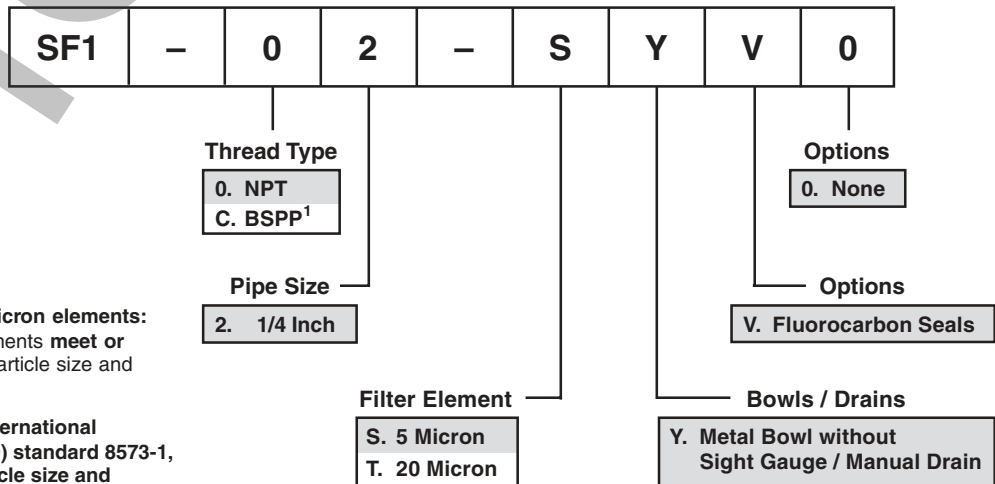 SF1 – 0 2 – S Y V 0
Thread Type
0. NPT
C. BSPP1
Options
0. None
Pipe Size
2. 1/4 Inch
Options
V. Fluorocarbon Seals
icron elements:
nents meet or
article size and
Filter Element
S. 5 Micron
T. 20 Micron
Bowls / Drains
Y. Metal Bowl without
Sight Gauge / Manual Drain
ernational
) standard 8573-1,
cle size and